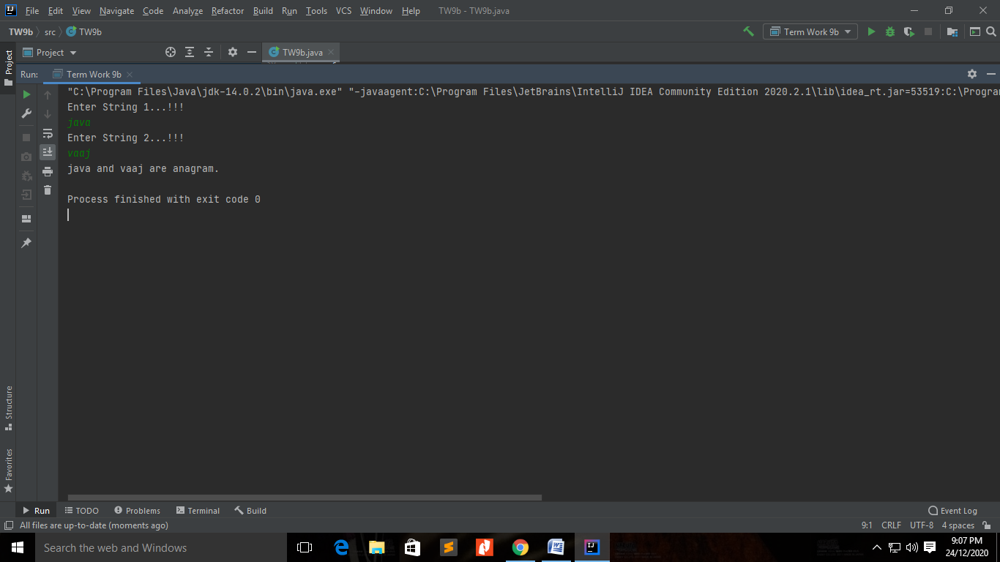 File Edit View Navigate Code Analyze Refactor Build Run Tools VCS Window Help TW9b - TW9b.java
TW9b src TW9b Term Work 9b
Project TW9b.java
Project
Run: Term Work 9b
"C:\Program Files\Java\jdk-14.0.2\bin\java.exe" "-javaagent:C:\Program Files\JetBrains\IntelliJ IDEA Community Edition 2020.2.1\lib\idea_rt.jar=53519:C:\Program
Enter String 1...!!!
java
Enter String 2...!!!
vaaj
java and vaaj are anagram.
Process finished with exit code 0
Structure
Favorites
Run TODO Problems Terminal Build Event Log
All files are up-to-date (moments ago) 9:1 CRLF UTF-8 4 spaces
Search the web and Windows
9:07 PM
24/12/2020